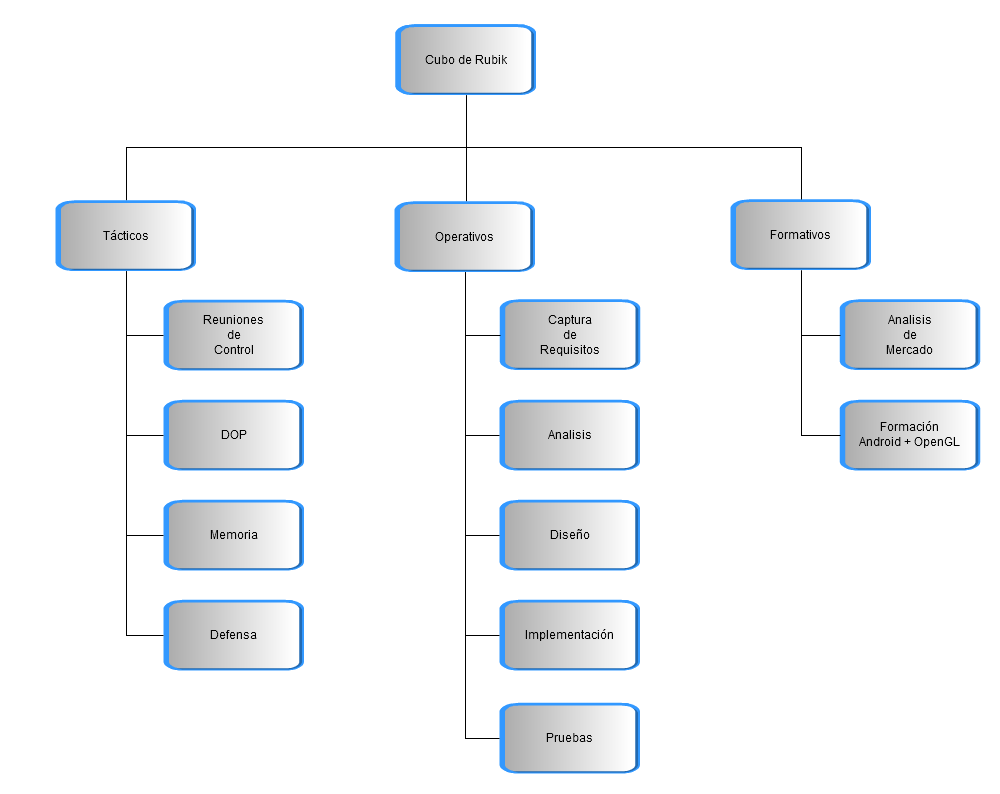 Cubo de Rubik
Tácticos
Operativos
Formativos
Reuniones
de
Control
DOP
Memoria
Defensa
Captura
de
Requisitos
Analisis
Diseño
Implementación
Pruebas
Analisis
de
Mercado
Formación
Android + OpenGL